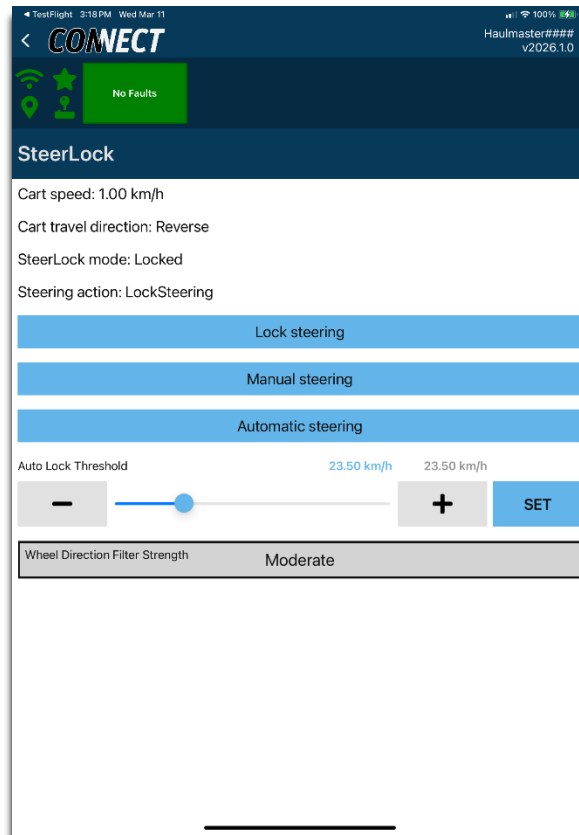 ◀ TestFlight 3:18 PM Wed Mar 11 100%
CONNECT
Haulmaster####
v2026.1.0
No Faults
SteerLock
Cart speed: 1.00 km/h
Cart travel direction: Reverse
SteerLock mode: Locked
Steering action: LockSteering
Lock steering
Manual steering
Automatic steering
Auto Lock Threshold 23.50 km/h 23.50 km/h
SET
Wheel Direction Filter Strength Moderate